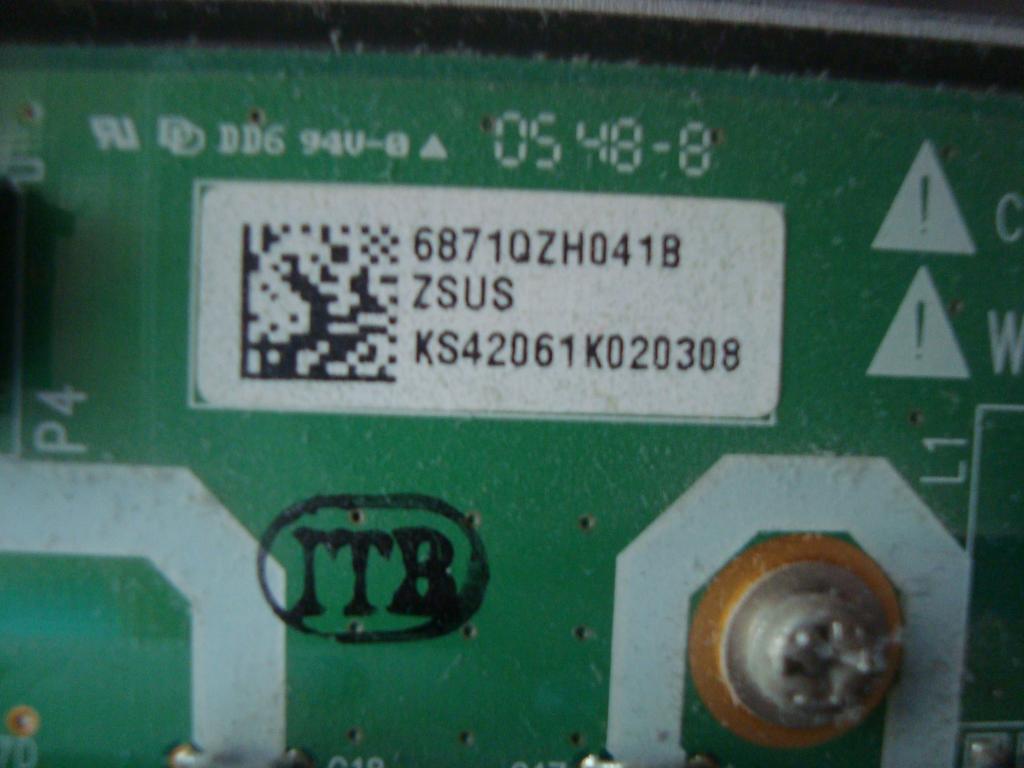 DD6 94V-0 0548-8
6871QZH041B
ZSUS
KS42061K020308
P4
L1
ITB
C
W